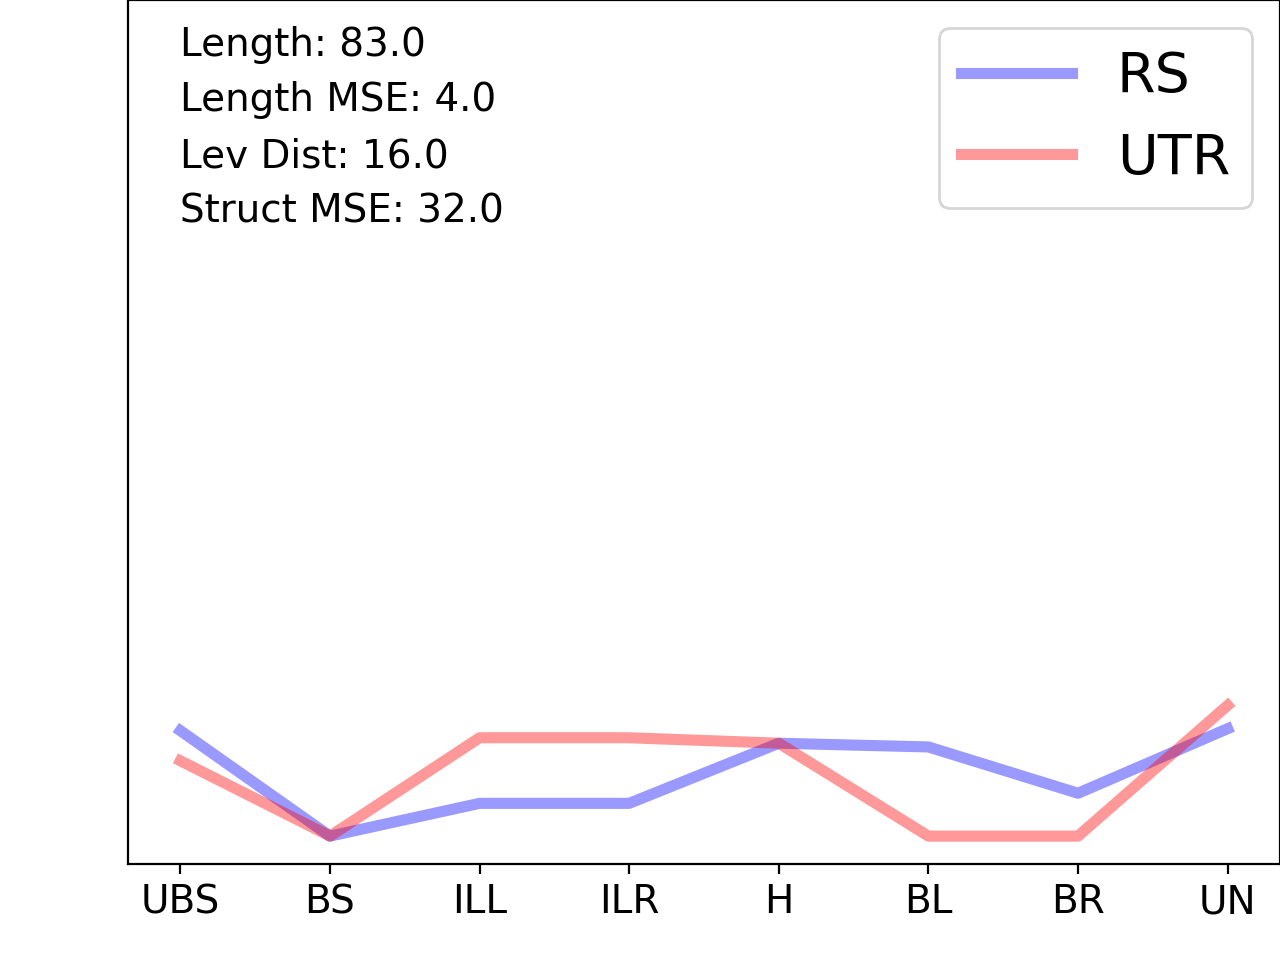 Length: 83.0
Length MSE: 4.0
Lev Dist: 16.0
Struct MSE: 32.0
RS
UTR
UBS BS ILL ILR H BL BR UN